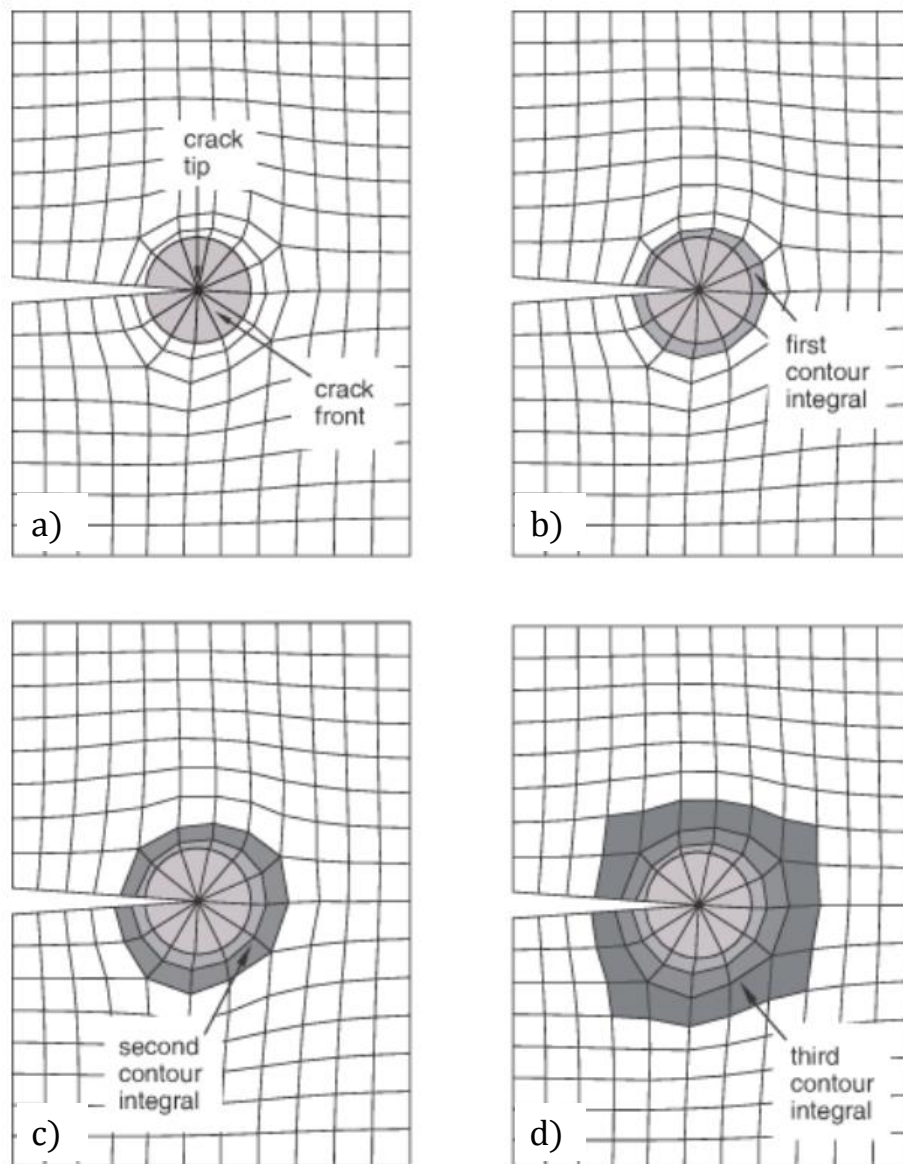 crack
tip
crack
front
a)
first
contour
integral
b)
second
contour
integral
c)
third
contour
integral
d)